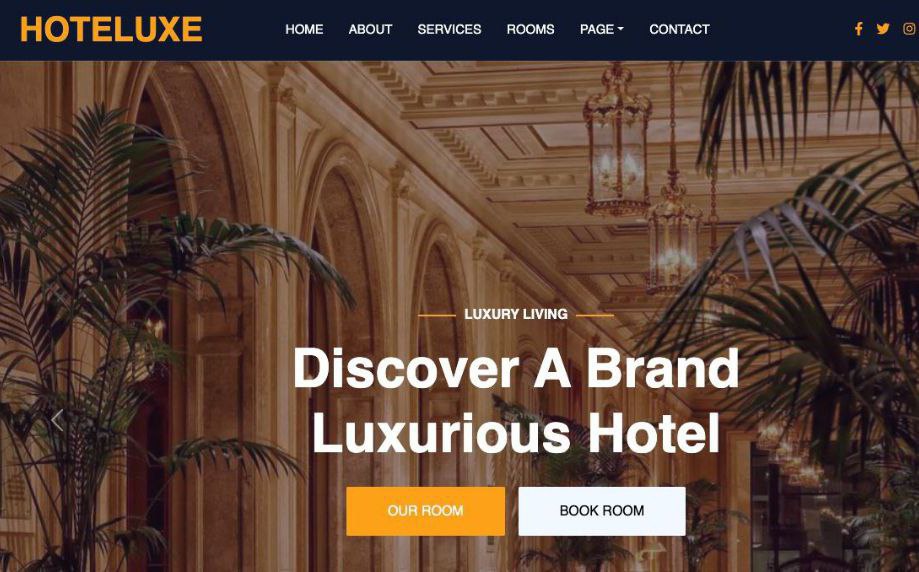 HOTELUXE
HOME ABOUT SERVICES ROOMS PAGE CONTACT
LUXURY LIVING
Discover A Brand
Luxurious Hotel
OUR ROOM BOOK ROOM